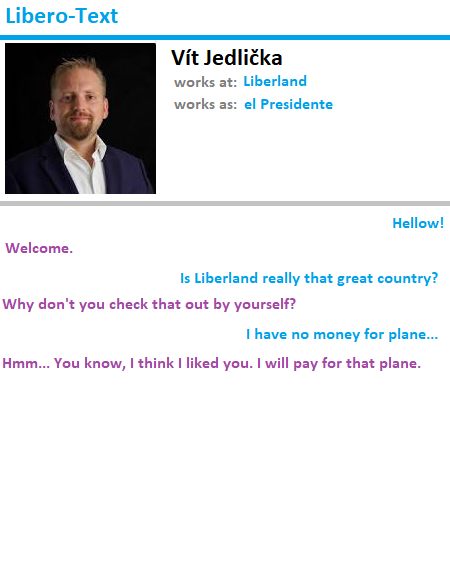 Libero-Text
Vít Jedlička
works at: Liberland
works as: el Presidente
Hellow!
Welcome.
Is Liberland really that great country?
Why don't you check that out by yourself?
I have no money for plane...
Hmm... You know, I think I liked you. I will pay for that plane.